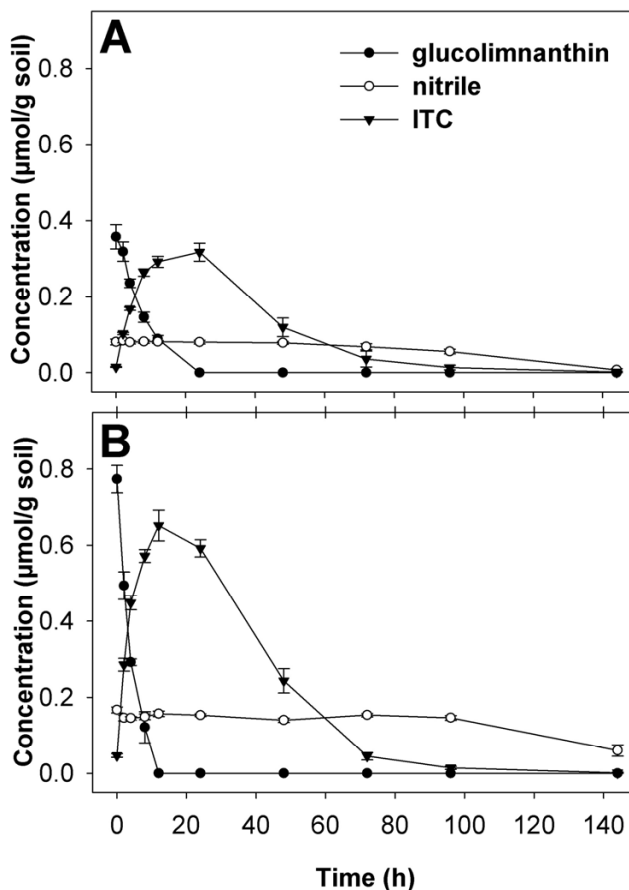 A
glucolimnanthin
nitrile
ITC
Concentration (µmol/g soil)
0.8
0.6
0.4
0.2
0.0
B
Concentration (µmol/g soil)
0.8
0.6
0.4
0.2
0.0
0 20 40 60 80 100 120 140
Time (h)